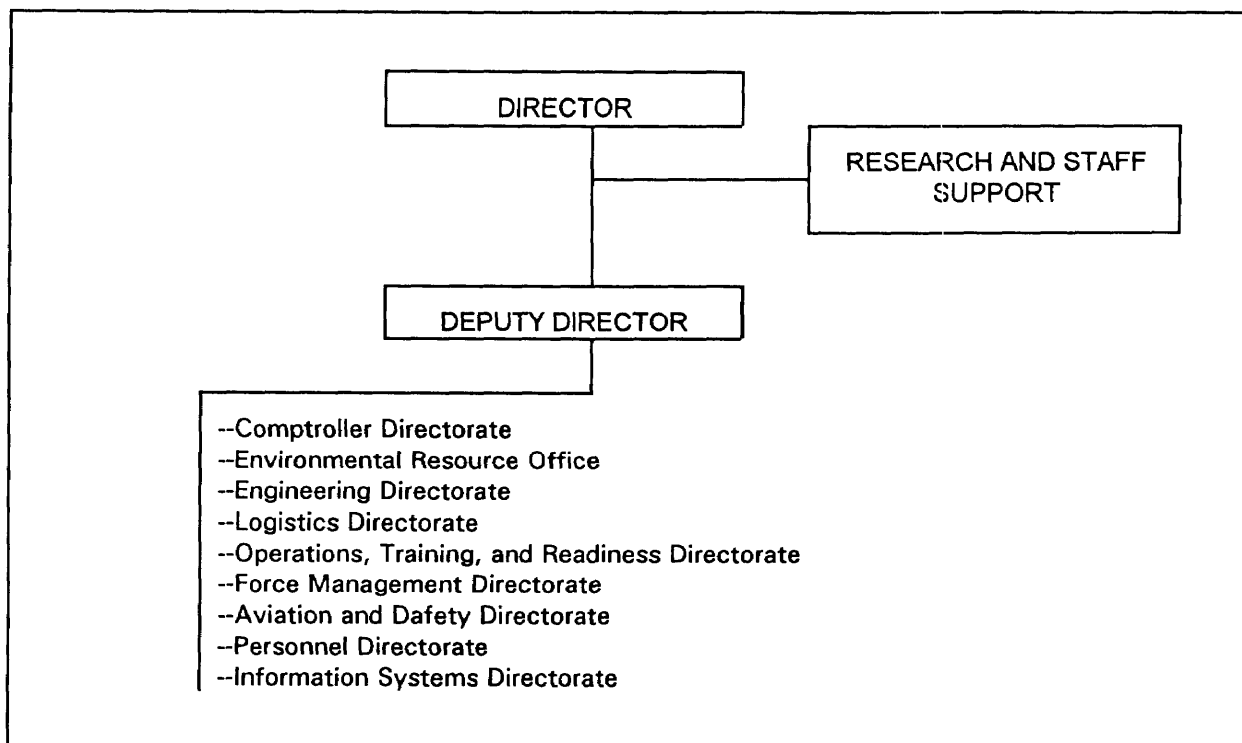 DIRECTOR
RESEARCH AND STAFF
SUPPORT
DEPUTY DIRECTOR
--Comptroller Directorate
--Environmental Resource Office
--Engineering Directorate
--Logistics Directorate
--Operations, Training, and Readiness Directorate
--Force Management Directorate
--Aviation and Dafety Directorate
--Personnel Directorate
--Information Systems Directorate